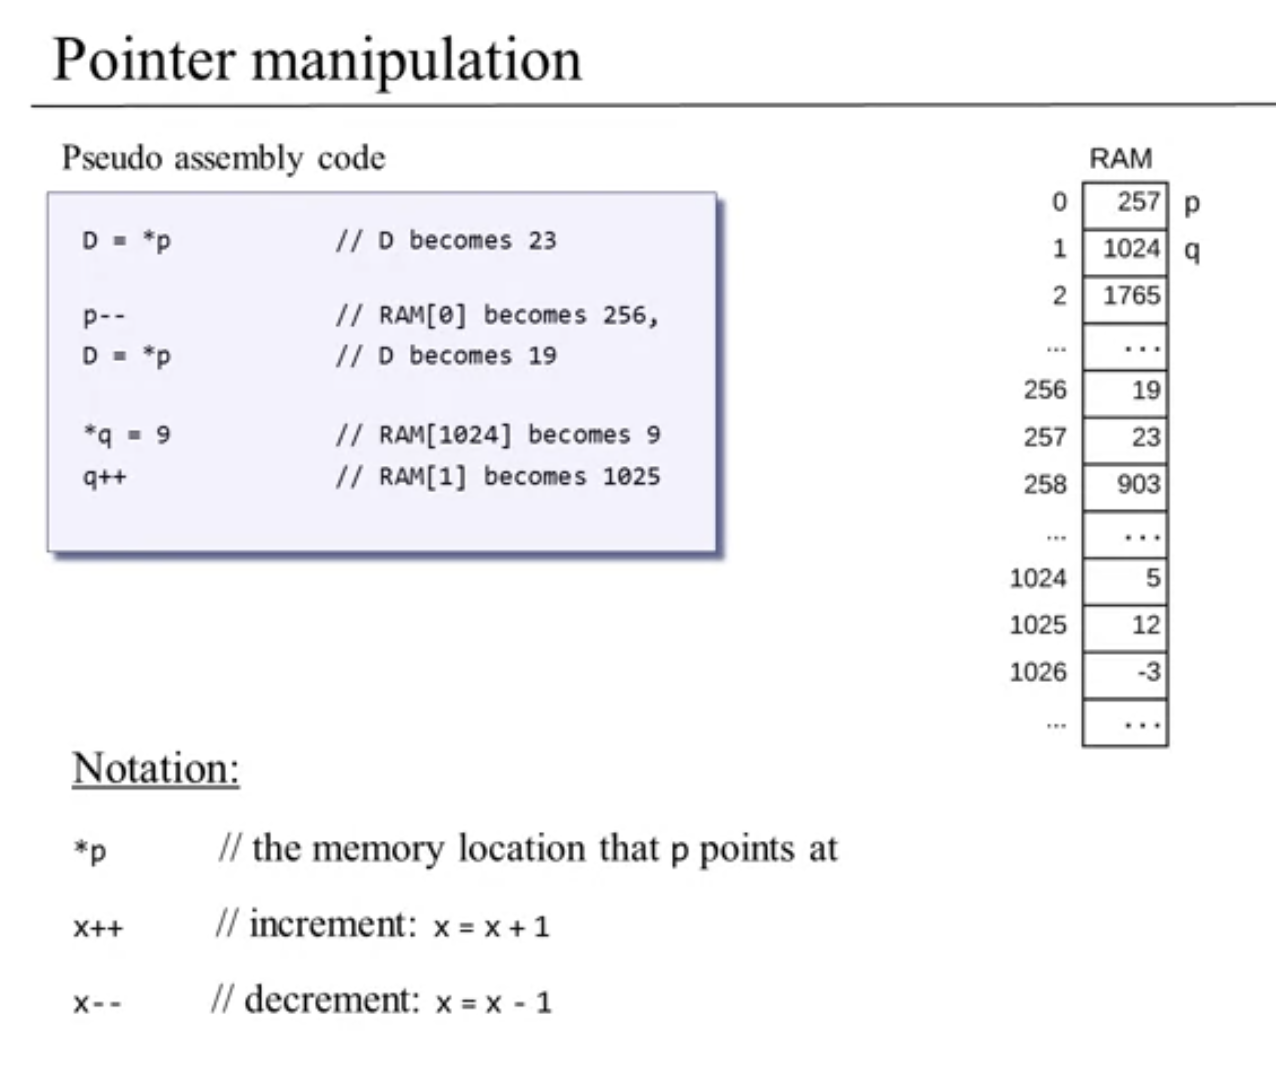 Pointer manipulation
Pseudo assembly code
D = *p // D becomes 23
p-- // RAM[0] becomes 256,
D = *p // D becomes 19
*q = 9 // RAM[1024] becomes 9
q++ // RAM[1] becomes 1025
RAM
0 257 p
1 1024 q
2 1765
... ...
256 19
257 23
258 903
... ...
1024 5
1025 12
1026 -3
... ...
Notation:
*p // the memory location that p points at
x++ // increment: x = x + 1
x-- // decrement: x = x - 1